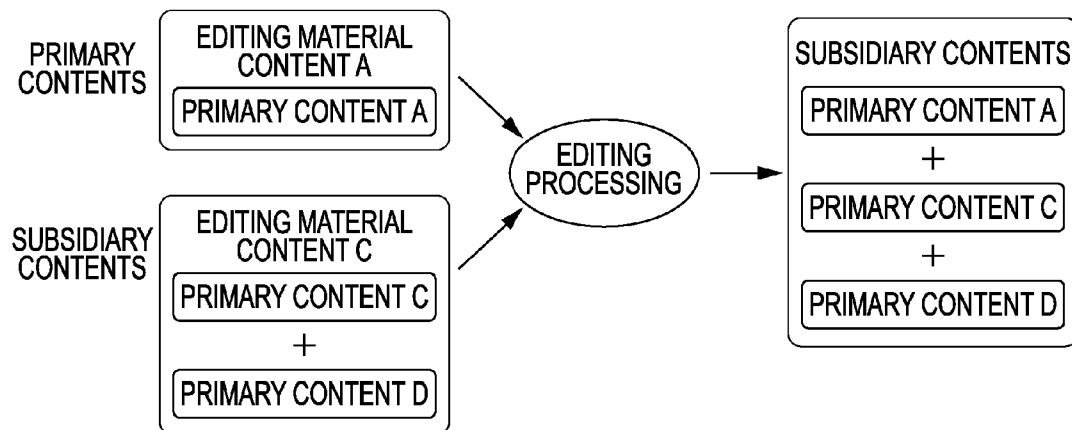 PRIMARY
CONTENTS
EDITING MATERIAL
CONTENT A
PRIMARY CONTENT A
SUBSIDIARY
CONTENTS
EDITING MATERIAL
CONTENT C
PRIMARY CONTENT C
+
PRIMARY CONTENT D
EDITING
PROCESSING
SUBSIDIARY CONTENTS
PRIMARY CONTENT A
+
PRIMARY CONTENT C
+
PRIMARY CONTENT D